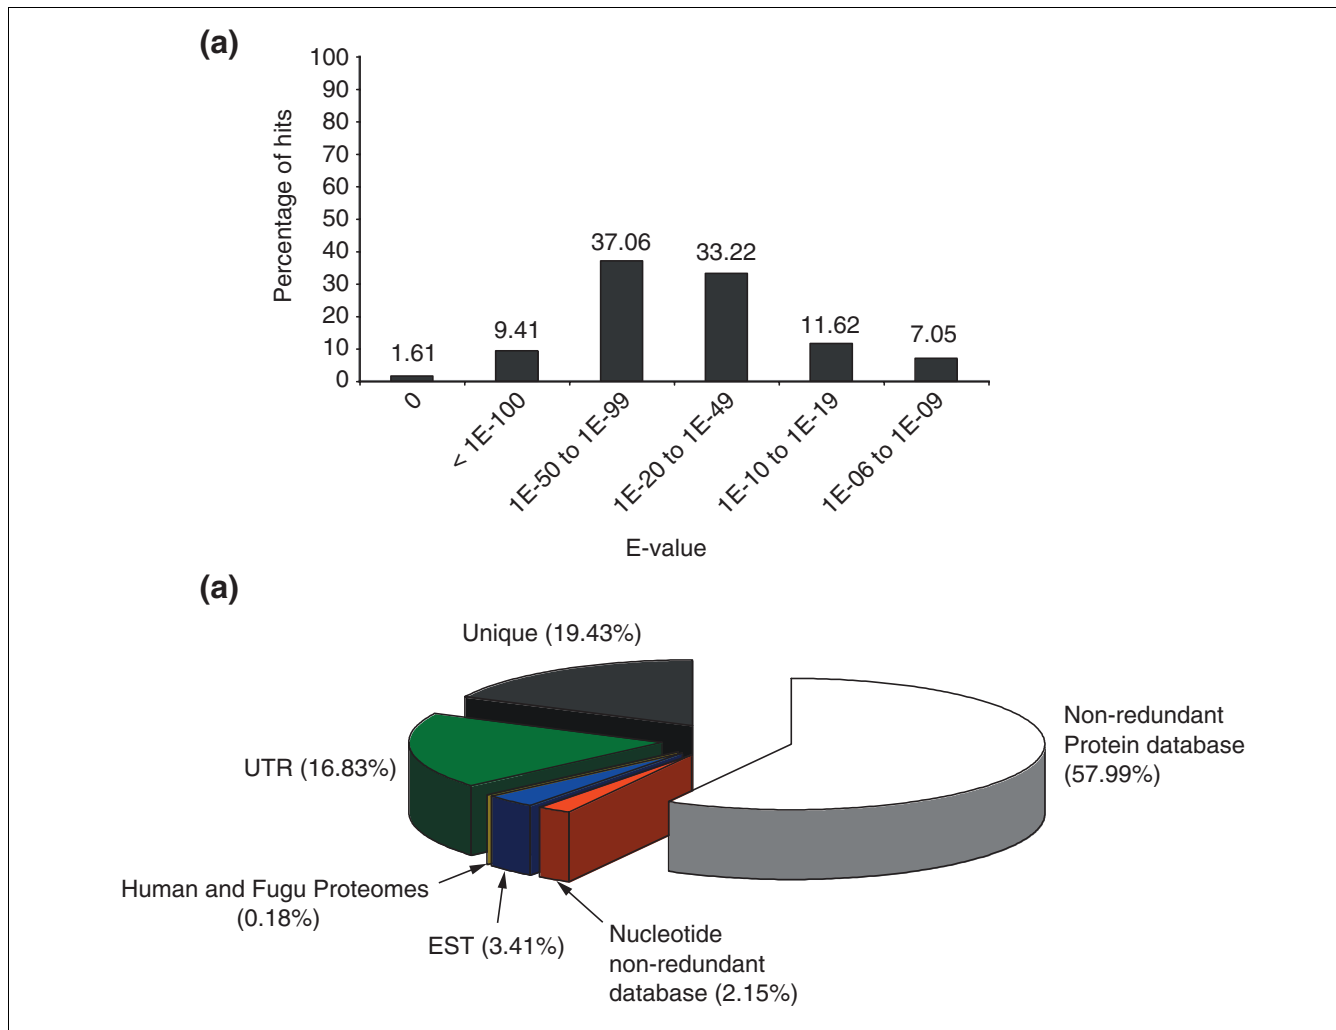 (a)
100
90
80
70
60
50
40
30
20
10
0
Percentage of hits
1.61
9.41
37.06
33.22
11.62
7.05
0
< 1E-100
1E-50 to 1E-99
1E-20 to 1E-49
1E-10 to 1E-19
1E-06 to 1E-09
E-value
(a)
Unique (19.43%)
Non-redundant
Protein database
(57.99%)
UTR (16.83%)
Human and Fugu Proteomes
(0.18%)
EST (3.41%)
Nucleotide
non-redundant
database (2.15%)